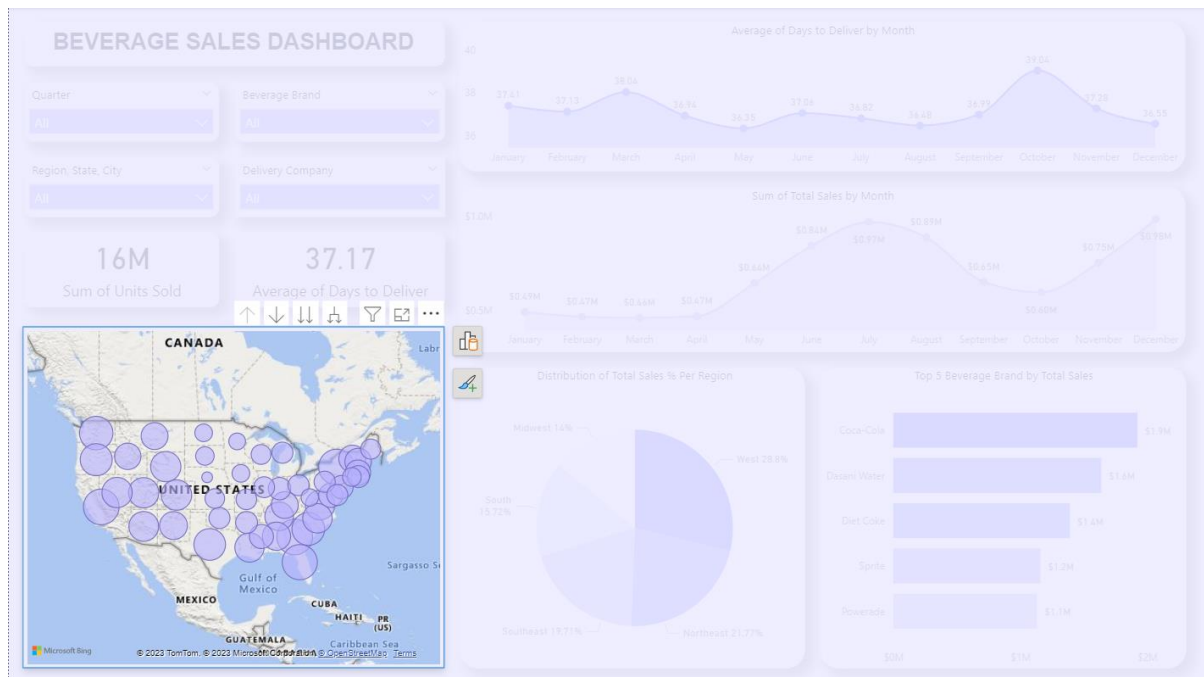 BEVERAGE SALES DASHBOARD
Quarter
All
Beverage Brand
All
Region, State, City
All
Delivery Company
All
16M
Sum of Units Sold
37.17
Average of Days to Deliver
Average of Days to Deliver by Month
40
38
36
37.41
37.13
38.04
36.94
36.35
37.06
36.82
36.48
36.99
39.04
37.28
36.55
January February March April May June July August September October November December
Sum of Total Sales by Month
$1.0M
$0.5M
$0.49M
$0.47M
$0.47M
$0.64M
$0.84M
$0.97M
$0.89M
$0.65M
$0.60M
$0.75M
$0.98M
January February March April May June July August September October November December
CANADA
Labr
UNITED STATES
Gulf of
Mexico
MEXICO
Sargasso S
CUBA
HAITI
PR
(US)
GUATEMALA
Caribbean Sea
Microsoft Bing
© 2023 TomTom, © 2023 Microsoft Corporation, © OpenStreetMap Terms
Distribution of Total Sales % Per Region
Midwest 14%
West 28.8%
South
15.72%
Southeast 19.71%
Northeast 21.77%
Top 5 Beverage Brand by Total Sales
Coca-Cola
$1.9M
Dasani Water
$1.6M
Diet Coke
$1.4M
Sprite
$1.2M
Powerade
$1.1M
$0M $1M $2M